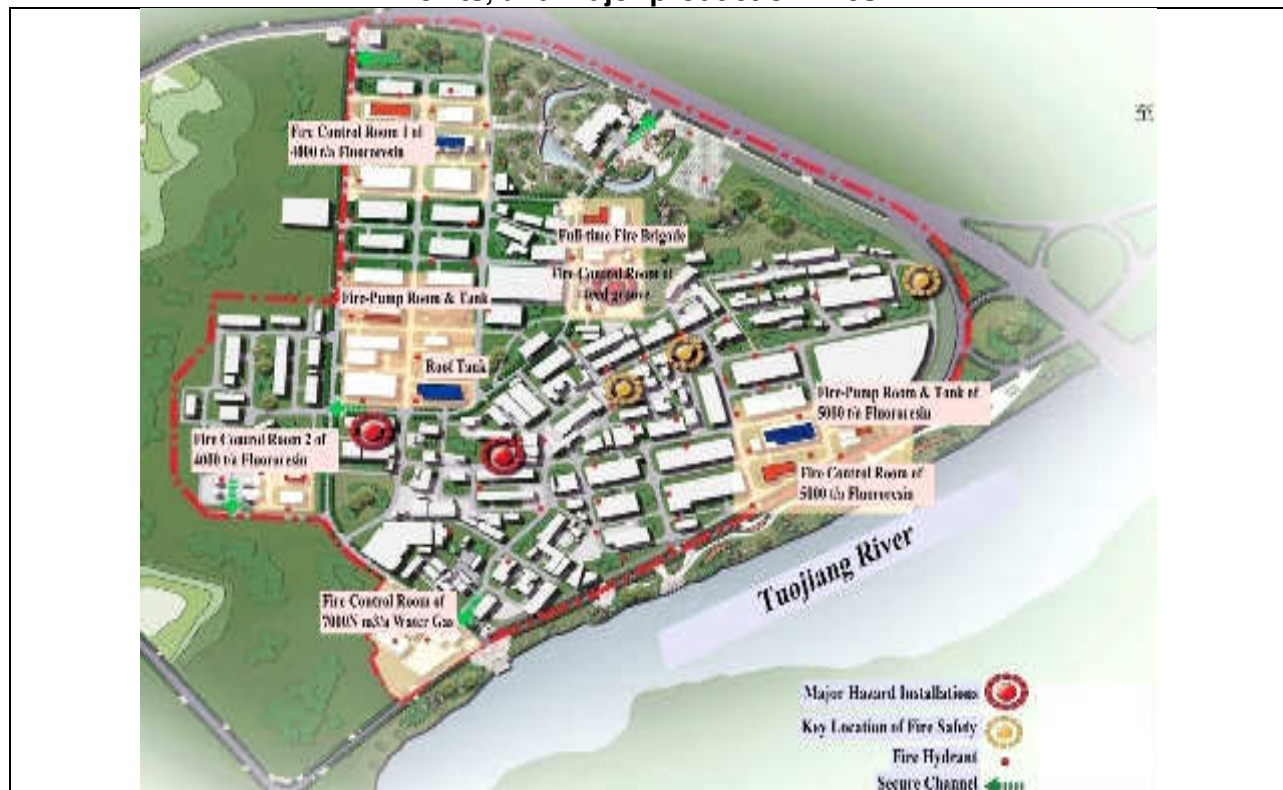 至
Fire Control Room 1 of
4000 t/a Fluororesin
Full-time Fire Brigade
Fire-Control Room of
Fire-Pump Room & Tank
Roof Tank
Fire-Pump Room & Tank of
5000 t/a Fluororesin
Fire Control Room 2 of
4000 t/a Fluororesin
Fire Control Room of
5000 t/a Fluororesin
Tuojiang River
Fire Control Room of
7000N m3/a Water Gas
Major Hazard Installations
Key Location of Fire Safety
Fire Hydrant
Secure Channel